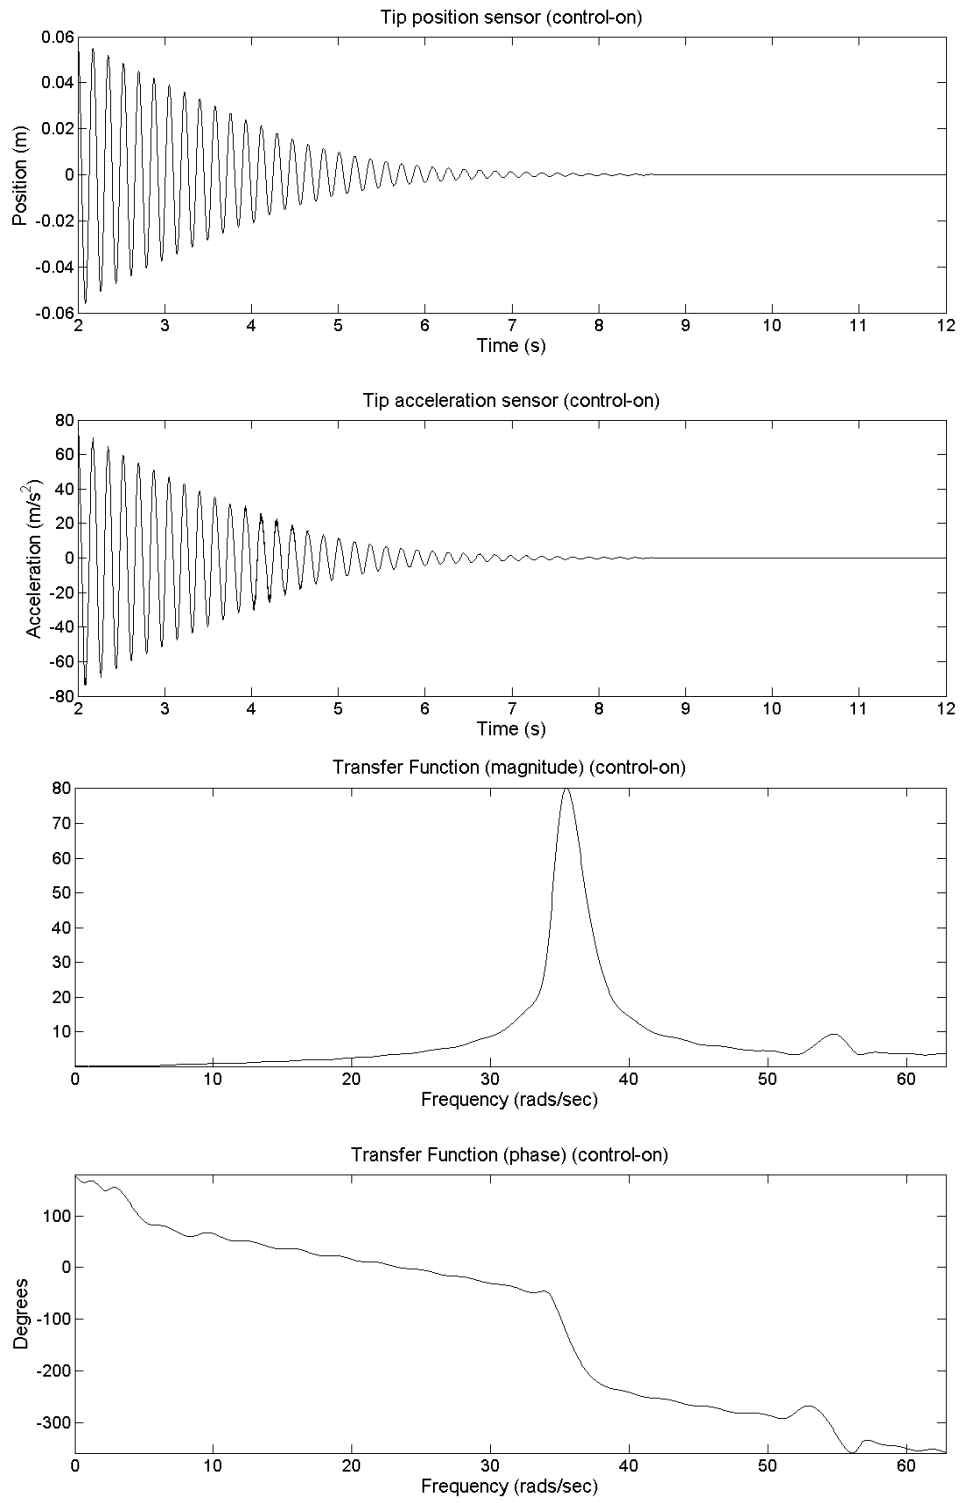 Tip position sensor (control-on)
0.06
0.04
0.02
0
-0.02
-0.04
-0.06
Position (m)
2 3 4 5 6 7 8 9 10 11 12
Time (s)
Tip acceleration sensor (control-on)
80
60
40
20
0
-20
-40
-60
-80
Acceleration (m/s²)
2 3 4 5 6 7 8 9 10 11 12
Time (s)
Transfer Function (magnitude) (control-on)
80
70
60
50
40
30
20
10
0 10 20 30 40 50 60
Frequency (rads/sec)
Transfer Function (phase) (control-on)
100
0
-100
-200
-300
Degrees
0 10 20 30 40 50 60
Frequency (rads/sec)